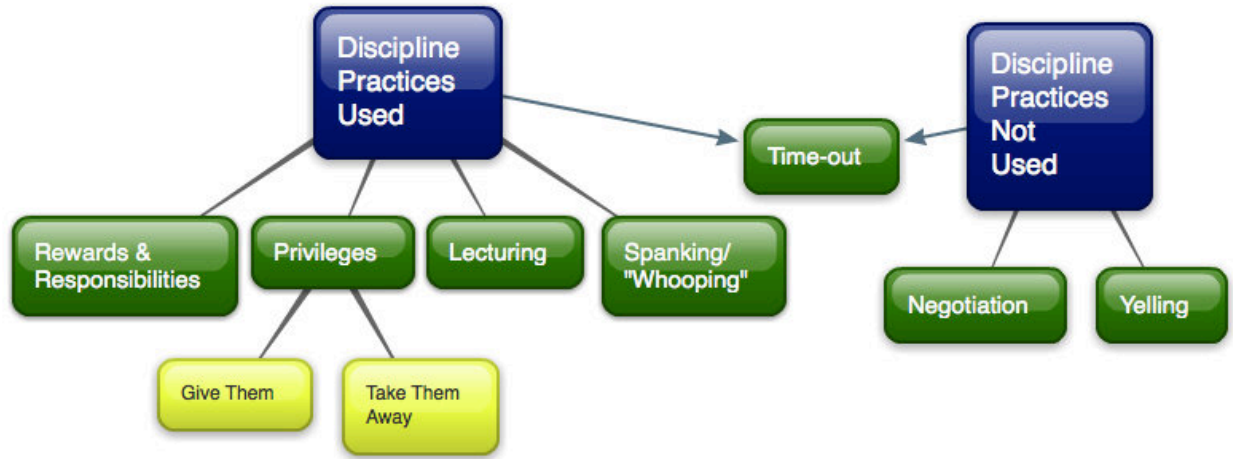 Discipline
Practices
Used
Discipline
Practices
Not
Used
Time-out
Rewards &
Responsibilities
Privileges
Lecturing
Spanking/
"Whooping"
Negotiation
Yelling
Give Them
Take Them
Away